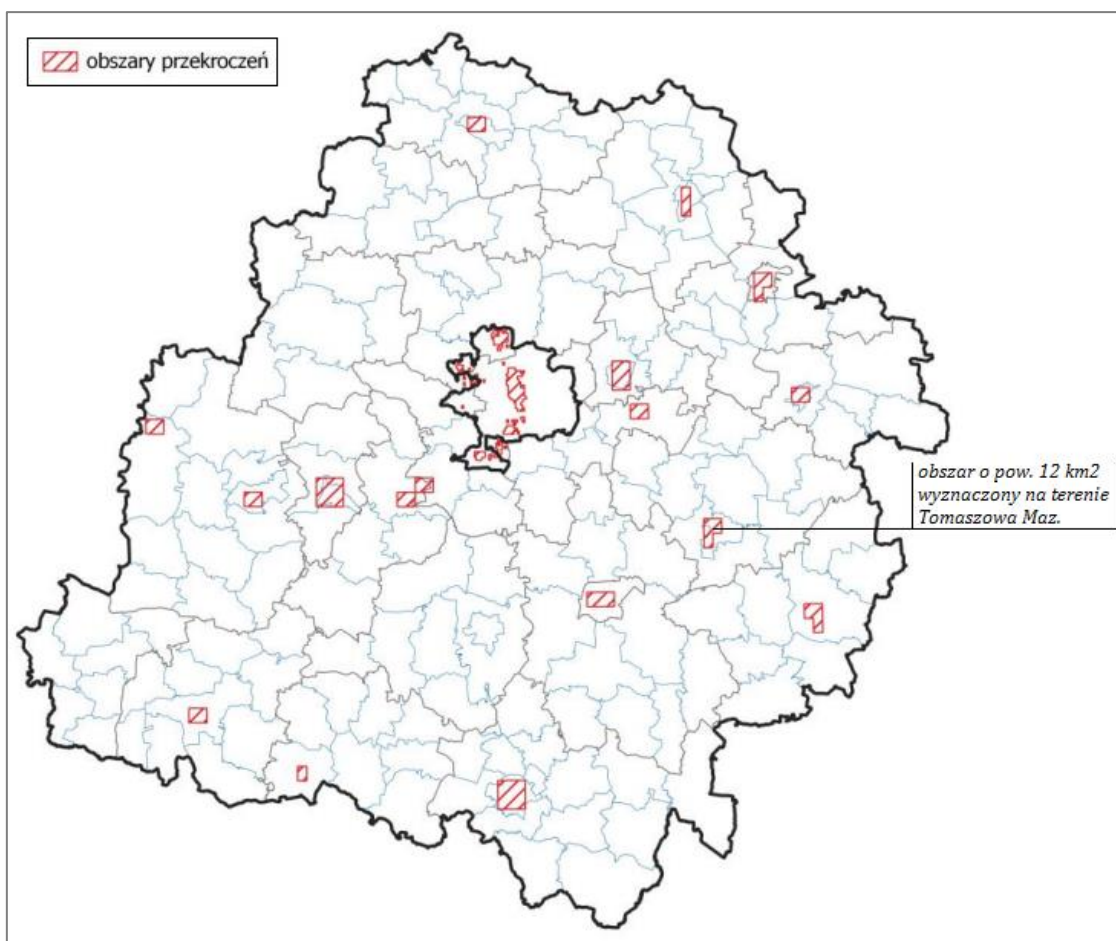 obszary przekroczeń
obszar o pow. 12 km2
wyznaczony na terenie
Tomaszowa Maz.